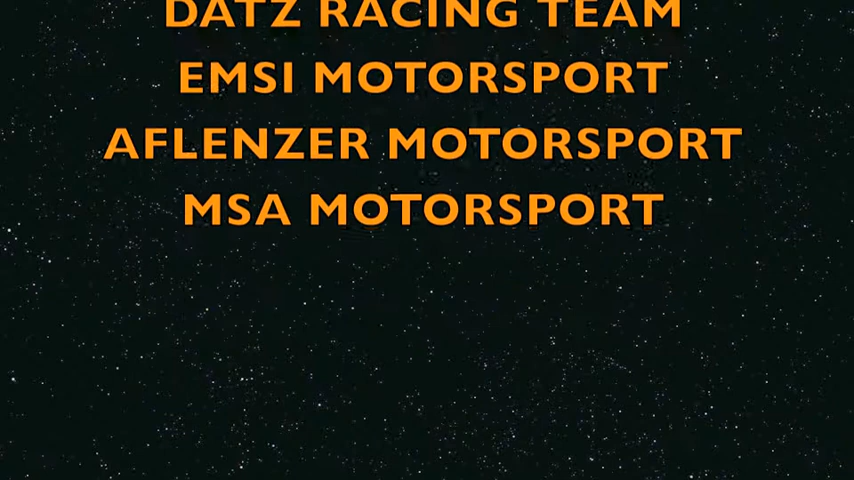 DATZ RACING TEAM
EMSI MOTORSPORT
AFLENZER MOTORSPORT
MSA MOTORSPORT